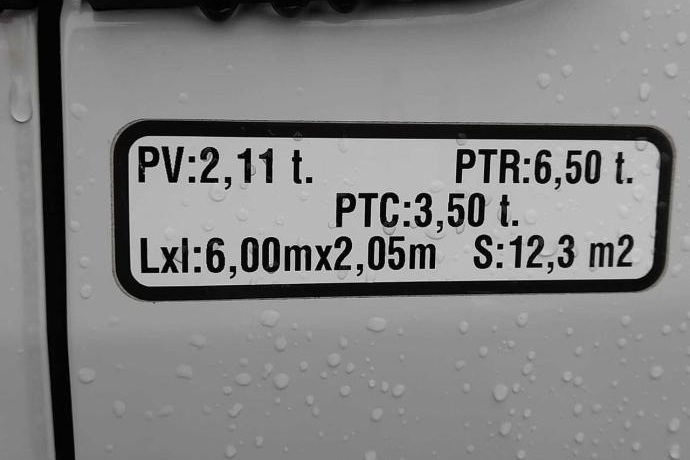 PV:2,11 t. PTR:6,50 t.
PTC:3,50 t.
Lxl:6,00mx2,05m S:12,3 m2